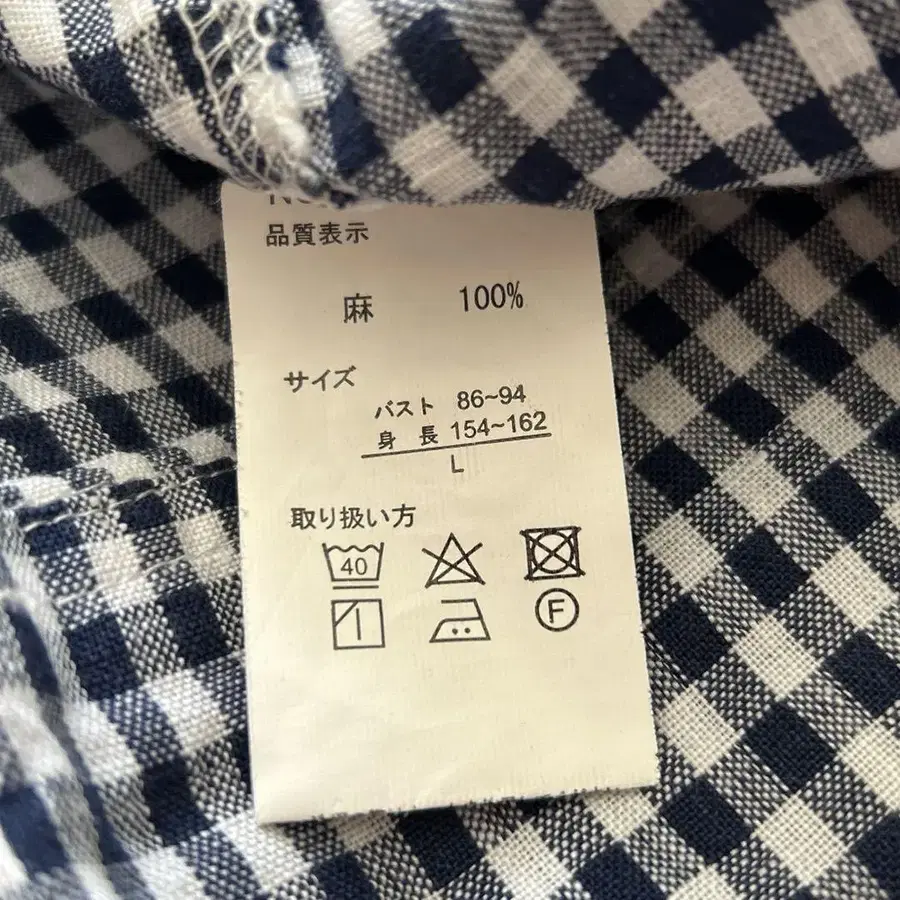 品質表示
麻 100%
サイズ
バスト 86~94
身長 154~162
L
取り扱い方
40
F